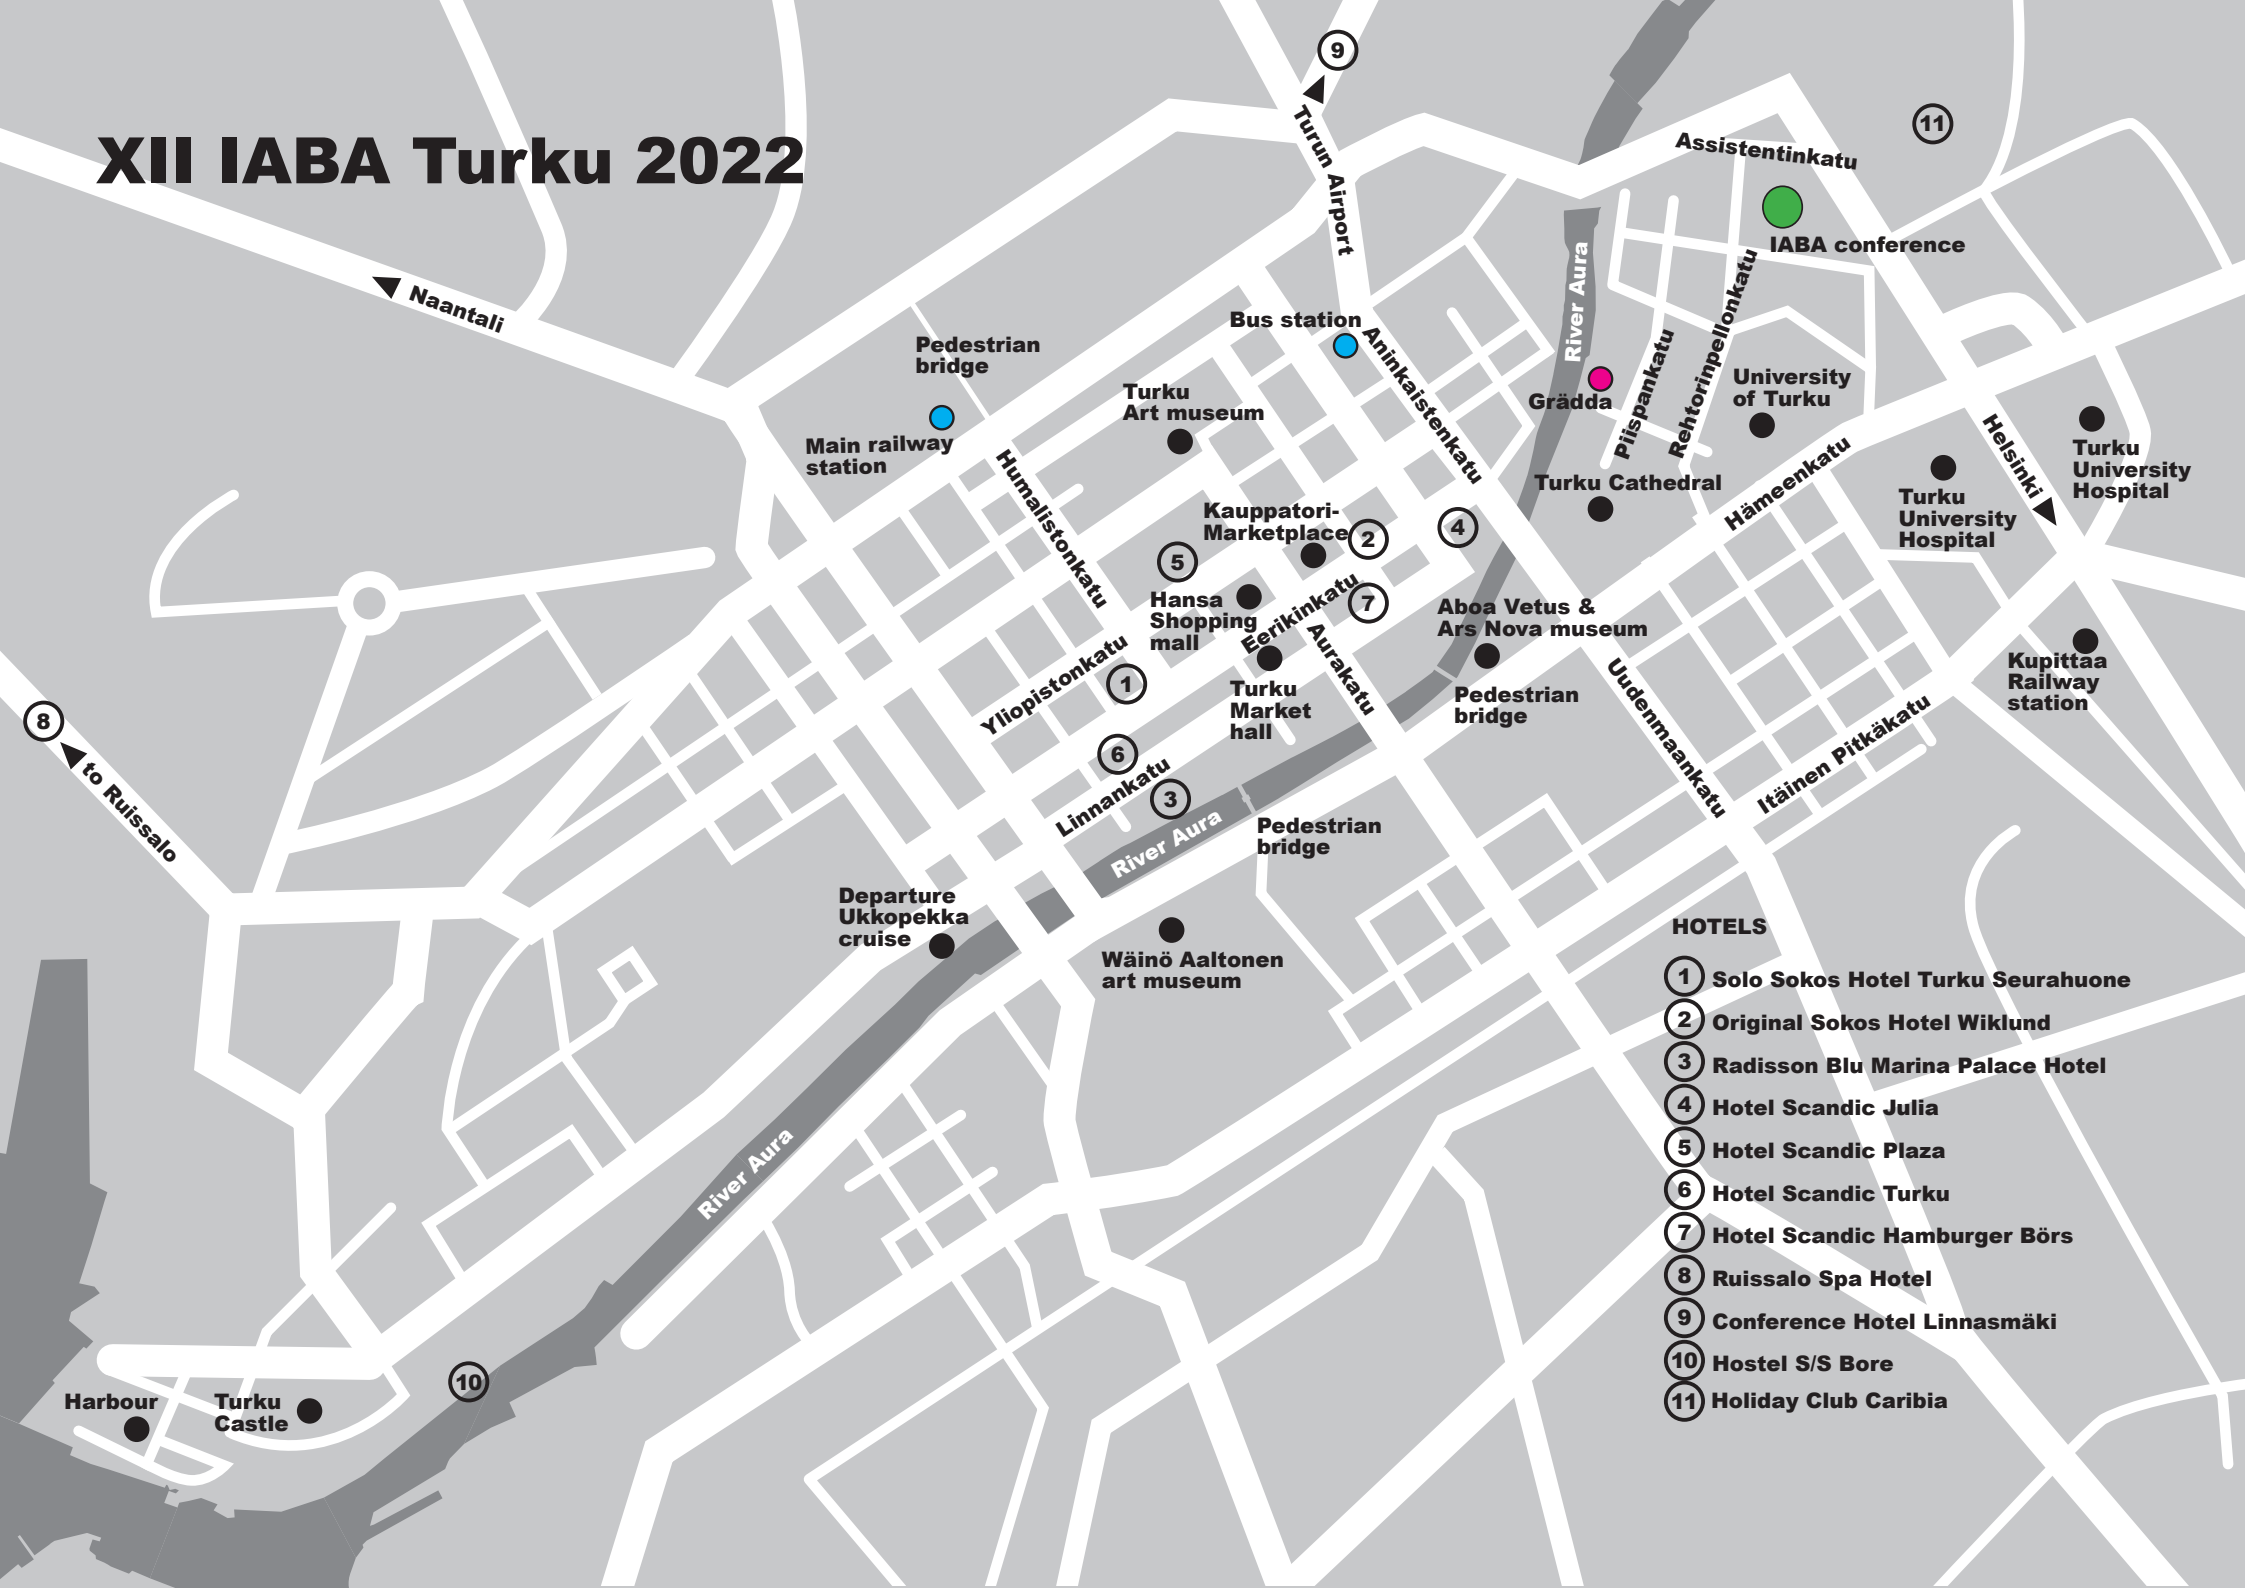 XII IABA Turku 2022
9
11
Turun Airport
Assistentinkatu
IABA conference
Naantali
River Aura
Bus station
Pedestrian
bridge
Aninkaistenkatu
Piispankatu
Rehtorinpellonkatu
University
of Turku
Turku
Art museum
Grädda
Main railway
station
Humalistonkatu
Helsinki
Turku
University
Hospital
Hämeenkatu
Turku Cathedral
Turku
University
Hospital
Kauppatori-
Marketplace
2
4
5
7
Hansa
Shopping
mall
Eerikinkatu
Aboa Vetus &
Ars Nova museum
Aurakatu
Yliopistonkatu
1
Turku
Market
hall
Pedestrian
bridge
Uudenmaankatu
Kupittaa
Railway
station
Itäinen Pitkäkatu
8
to Ruissalo
6
Linnankatu
3
River Aura
Pedestrian
bridge
Departure
Ukkopekka
cruise
Wäinö Aaltonen
art museum
River Aura
10
Harbour
Turku
Castle
HOTELS
1 Solo Sokos Hotel Turku Seurahuone
2 Original Sokos Hotel Wiklund
3 Radisson Blu Marina Palace Hotel
4 Hotel Scandic Julia
5 Hotel Scandic Plaza
6 Hotel Scandic Turku
7 Hotel Scandic Hamburger Börs
8 Ruissalo Spa Hotel
9 Conference Hotel Linnasmäki
10 Hostel S/S Bore
11 Holiday Club Caribia